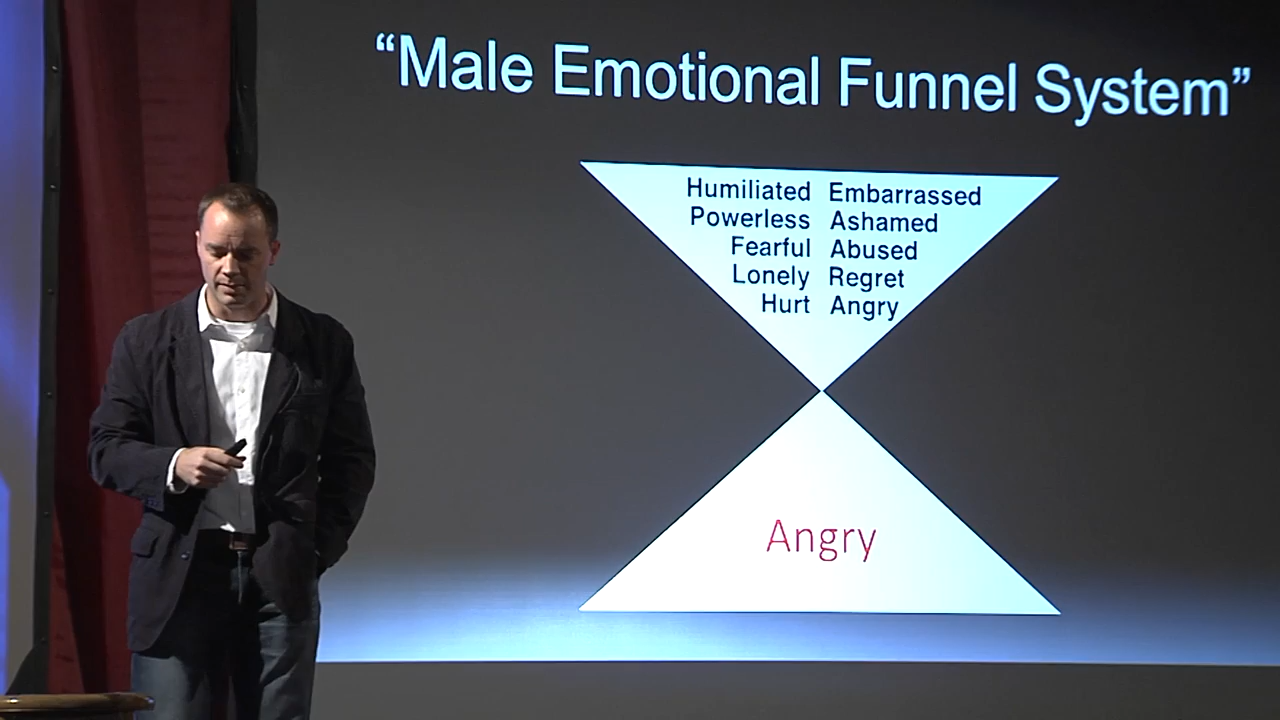 “Male Emotional Funnel System”
Humiliated Embarrassed
Powerless Ashamed
Fearful Abused
Lonely Regret
Hurt Angry
Angry